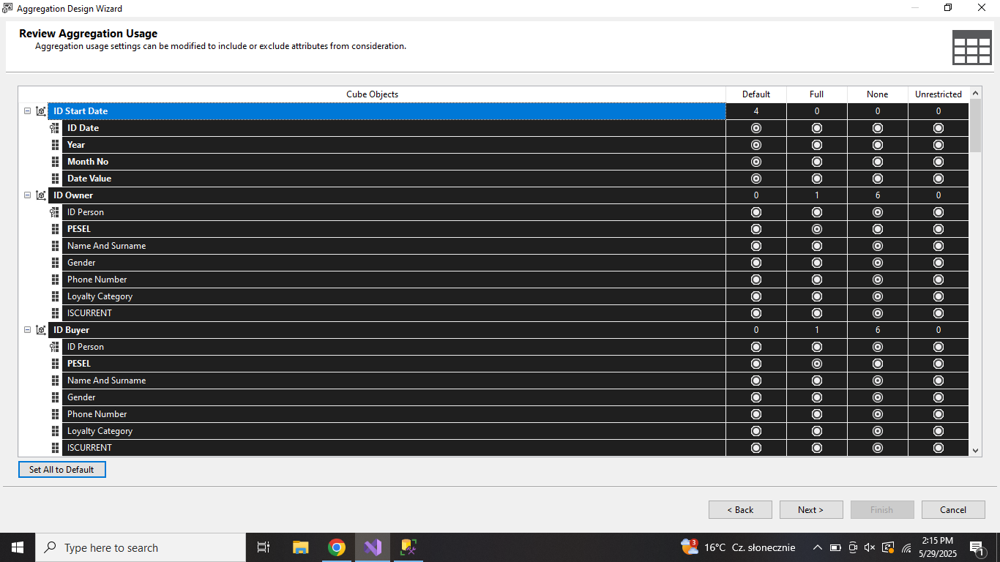 Aggregation Design Wizard
Review Aggregation Usage
Aggregation usage settings can be modified to include or exclude attributes from consideration.
Cube Objects Default Full None Unrestricted
ID Start Date 4 0 0 0
ID Date
Year
Month No
Date Value
ID Owner 0 1 6 0
ID Person
PESEL
Name And Surname
Gender
Phone Number
Loyalty Category
ISCURRENT
ID Buyer 0 1 6 0
ID Person
PESEL
Name And Surname
Gender
Phone Number
Loyalty Category
ISCURRENT
Set All to Default
< Back Next > Finish Cancel
Type here to search
3
16°C Cz. słonecznie
2:15 PM
5/29/2025
1